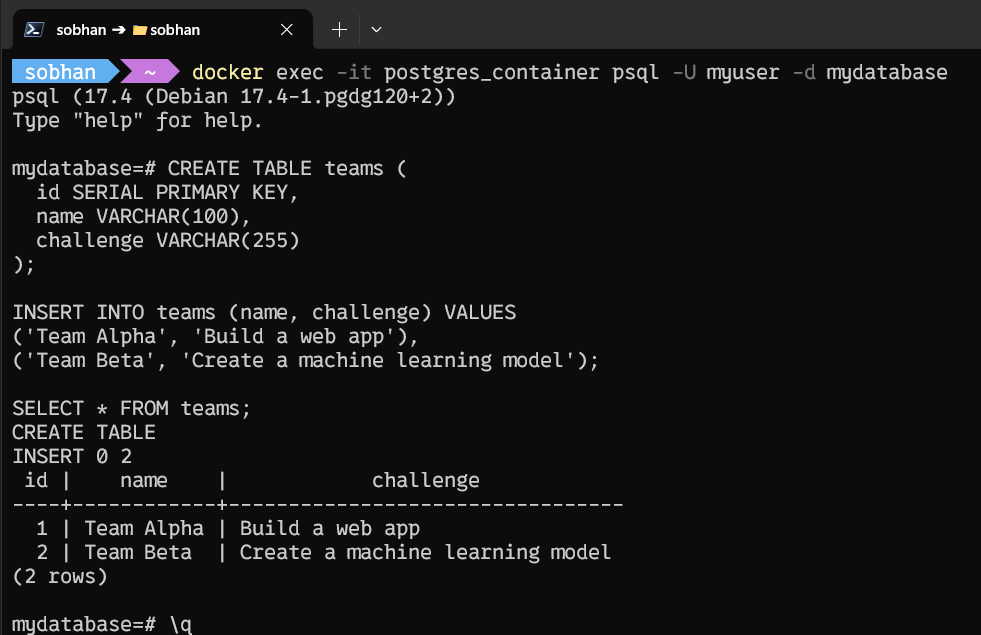 sobhan → sobhan
sobhan ~ docker exec -it postgres_container psql -U myuser -d mydatabase
psql (17.4 (Debian 17.4-1.pgdg120+2))
Type "help" for help.
mydatabase=# CREATE TABLE teams (
id SERIAL PRIMARY KEY,
name VARCHAR(100),
challenge VARCHAR(255)
);
INSERT INTO teams (name, challenge) VALUES
('Team Alpha', 'Build a web app'),
('Team Beta', 'Create a machine learning model');
SELECT * FROM teams;
CREATE TABLE
INSERT 0 2
id | name | challenge
----+------------+---------------------------------
1 | Team Alpha | Build a web app
2 | Team Beta | Create a machine learning model
(2 rows)
mydatabase=# \q